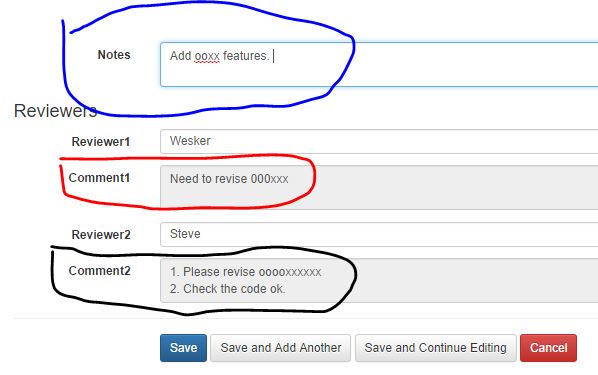 Notes
Add ooxx features.
Reviewers
Reviewer1
Wesker
Comment1
Need to revise 000xxx
Reviewer2
Steve
Comment2
1. Please revise ooooxxxxxx
2. Check the code ok.
Save
Save and Add Another
Save and Continue Editing
Cancel